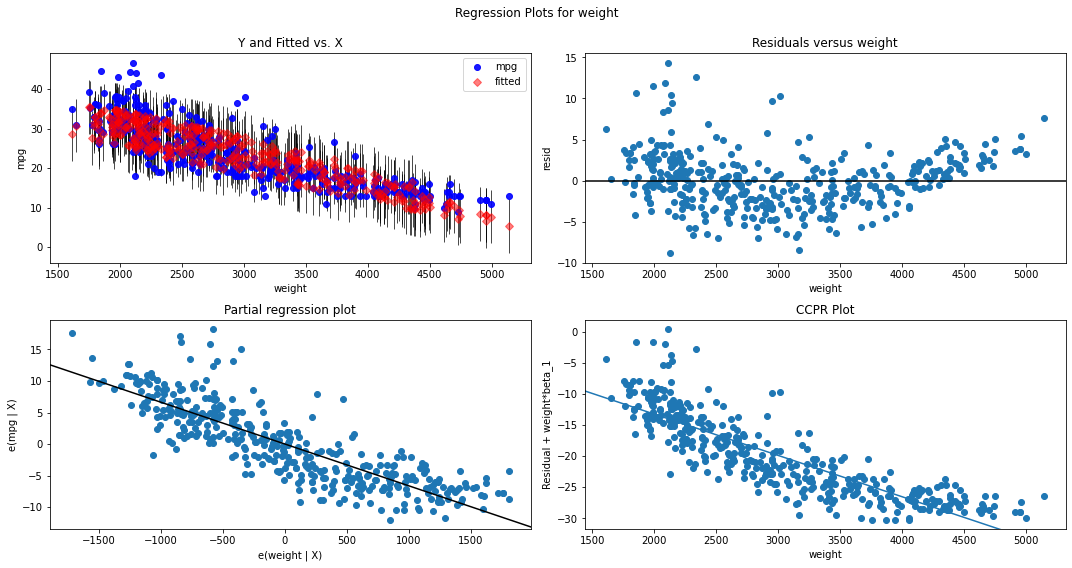 Regression Plots for weight
Y and Fitted vs. X
mpg
fitted
mpg
40
30
20
10
0
1500 2000 2500 3000 3500 4000 4500 5000
weight
Residuals versus weight
resid
15
10
5
0
−5
−10
1500 2000 2500 3000 3500 4000 4500 5000
weight
Partial regression plot
e(mpg | X)
15
10
5
0
−5
−10
−1500 −1000 −500 0 500 1000 1500
e(weight | X)
CCPR Plot
Residual + weight*beta_1
0
−5
−10
−15
−20
−25
−30
1500 2000 2500 3000 3500 4000 4500 5000
weight